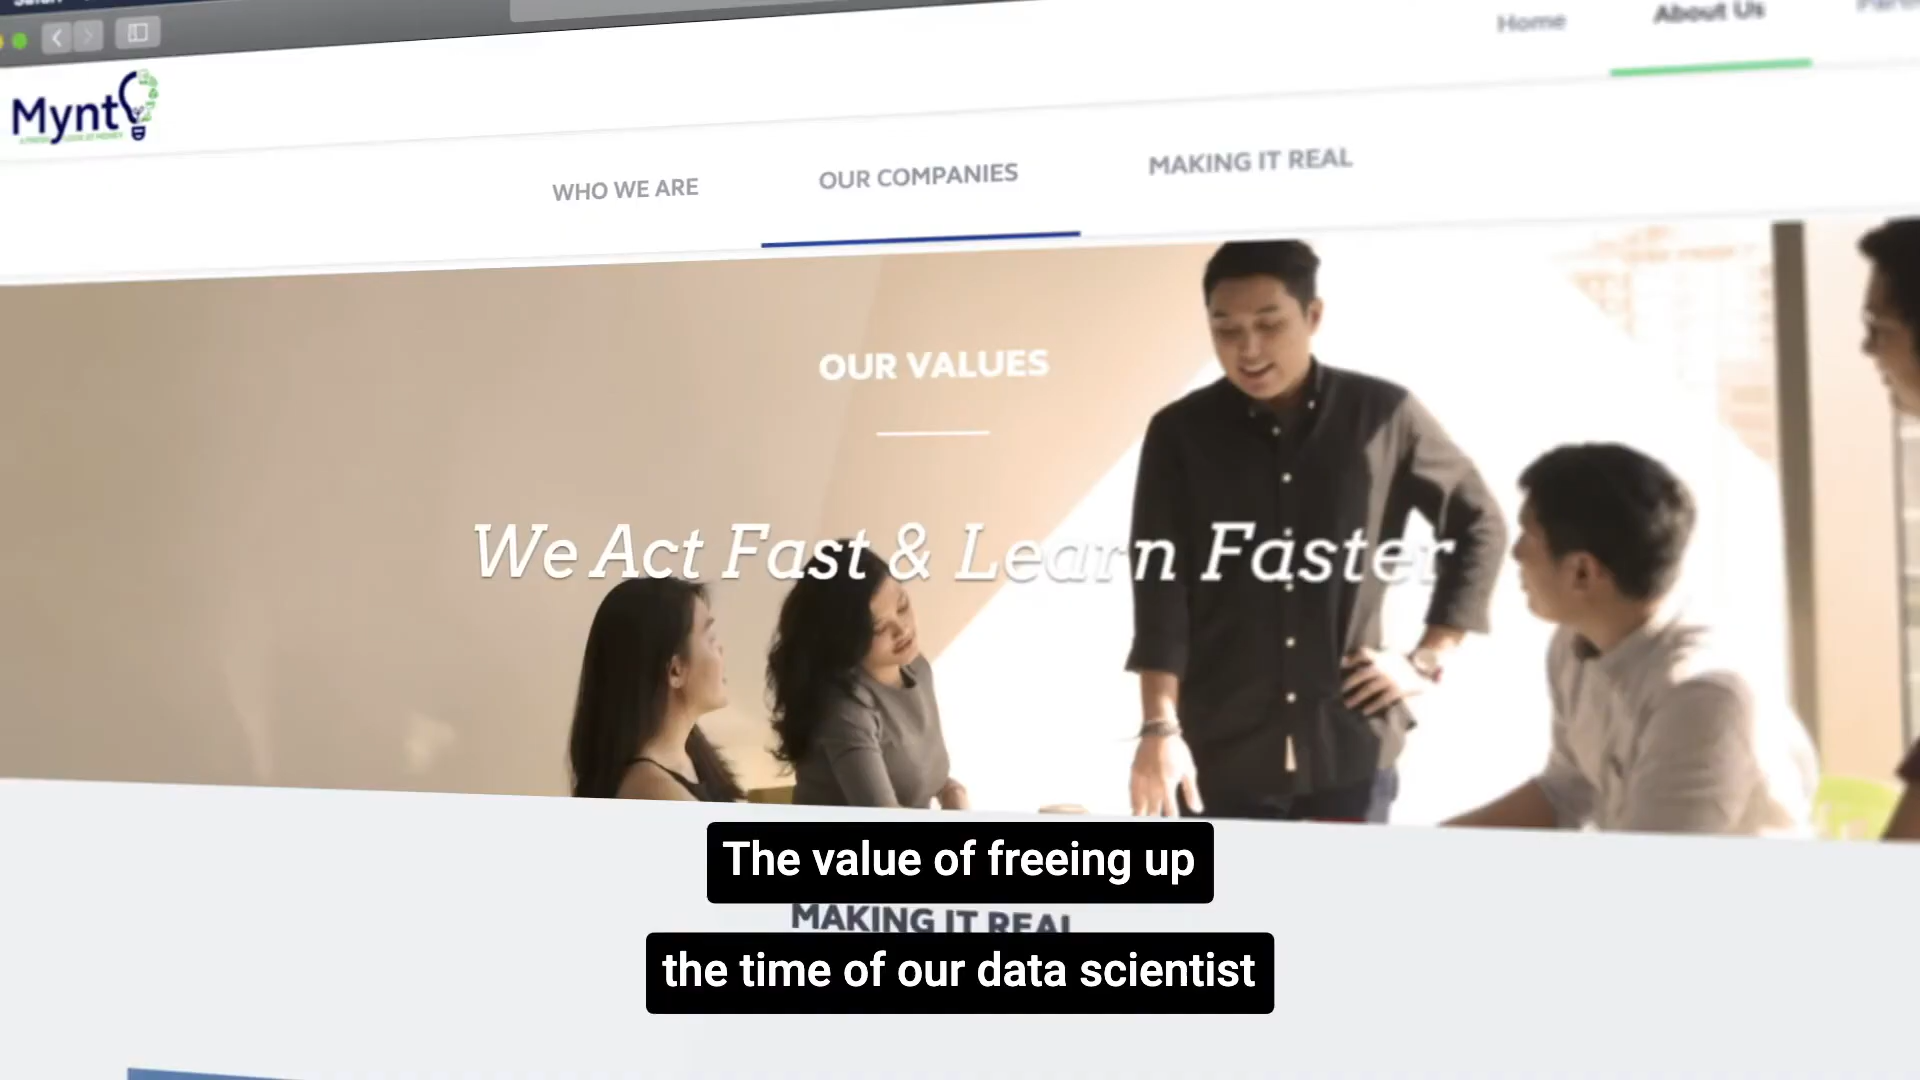 Home
About Us
Mynt
WHO WE ARE
OUR COMPANIES
MAKING IT REAL
OUR VALUES
We Act Fast & Learn Faster
The value of freeing up
MAKING IT REAL
the time of our data scientist